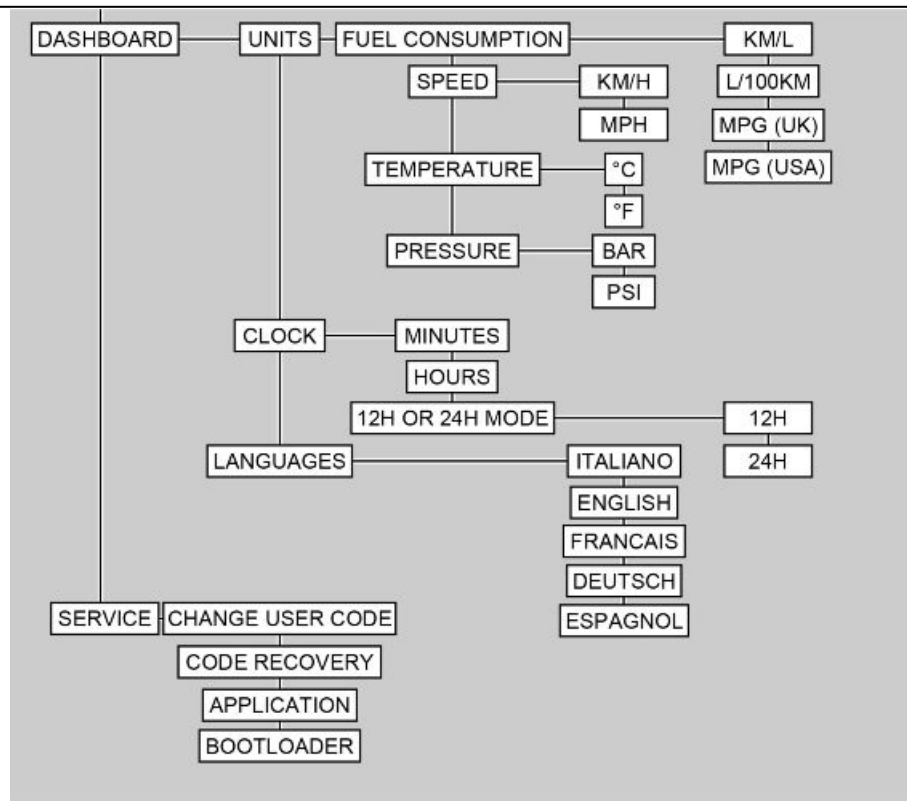 DASHBOARD UNITS FUEL CONSUMPTION KM/L
SPEED KM/H L/100KM
MPH MPG (UK)
TEMPERATURE °C MPG (USA)
°F
PRESSURE BAR
PSI
CLOCK MINUTES
HOURS
12H OR 24H MODE 12H
LANGUAGES ITALIANO 24H
ENGLISH
FRANCAIS
DEUTSCH
SERVICE CHANGE USER CODE ESPAGNOL
CODE RECOVERY
APPLICATION
BOOTLOADER